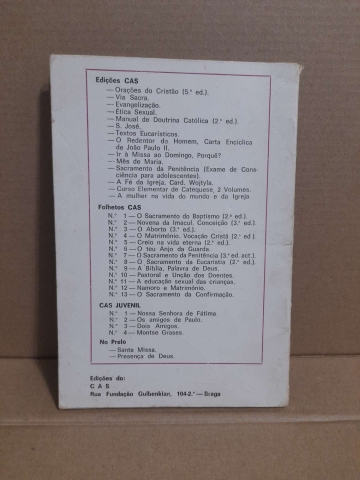 Edições CAS
— Orações do Cristão (5.ª ed.).
— Via Sacra.
— Evangelização.
— Ética Sexual.
— Manual de Doutrina Católica (2.ª ed.).
— S. José.
— Textos Eucarísticos.
— O Redentor do Homem, Carta Encíclica
de João Paulo II.
— Ir à Missa ao Domingo, Porquê?
— Mês de Maria.
— Sacramento da Penitência (Exame de Cons-
ciência para adolescentes).
— A Fé da Igreja. Card. Wojtyla.
— Curso Elementar de Catequese, 2 Volumes.
— A mulher na vida do mundo e da Igreja
Folhetos CAS
N.º 1 — O Sacramento do Baptismo (2.ª ed.).
N.º 2 — Novena da Imacul. Conceição (3.ª ed.).
N.º 3 — O Aborto (3.ª ed.).
N.º 4 — O Matrimónio. Vocação Cristã (2.ª ed.).
N.º 5 — Creio na vida eterna (2.ª ed.).
N.º 6 — O teu Anjo da Guarda.
N.º 7 — O Sacramento da Penitência (3.ª ed. act.).
N.º 8 — O Sacramento da Eucaristia (2.ª ed.).
N.º 9 — A Bíblia, Palavra de Deus.
N.º 10 — Pastoral e Unção dos Doentes.
N.º 11 — A educação sexual das crianças.
N.º 12 — Namoro e Matrimónio.
N.º 13 — O Sacramento da Confirmação.
CAS JUVENIL
N.º 1 — Nossa Senhora de Fátima.
N.º 2 — Os amigos de Paulo.
N.º 3 — Dois Amigos.
N.º 4 — Montse Grases.
No Prelo
— Santa Missa.
— Presença de Deus.
Edições do:
C A S
Rua Fundação Gulbenkian, 104-2.º — Braga